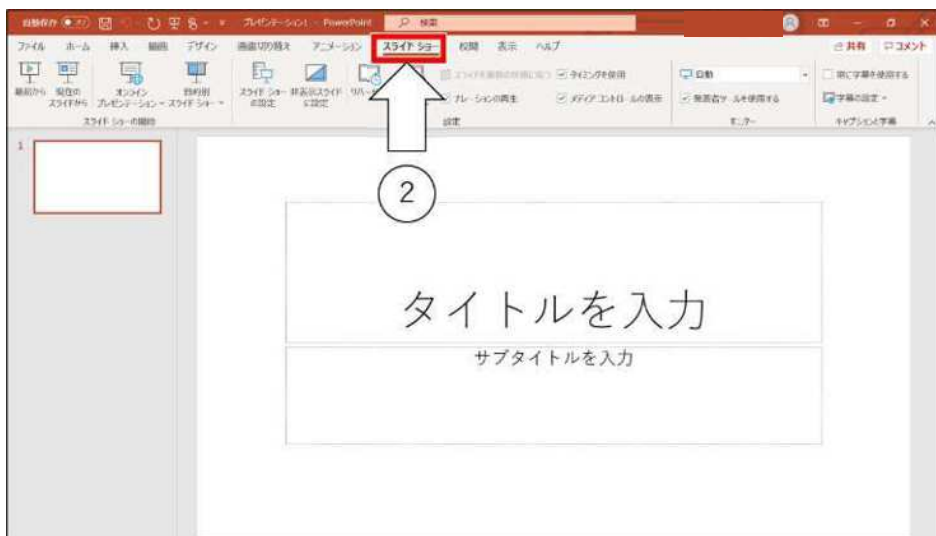 自動保存 オフ プレゼンテーション1 - PowerPoint 検索
ファイル ホーム 挿入 描画 デザイン 画面切り替え アニメーション スライド ショー 校閲 表示 ヘルプ 共有 コメント
最初から 現在の スライドから オンライン プレゼンテーション 目的別 スライド ショー スライド ショー の設定 非表示スライド に設定
タイミングを使用 自動 常に字幕を使用する
ナレーションの再生 メディア コントロールの表示 発表者ツールを使用する 字幕の設定
スライド ショーの開始 設定 モニター キャプションと字幕
1
2
タイトルを入力
サブタイトルを入力